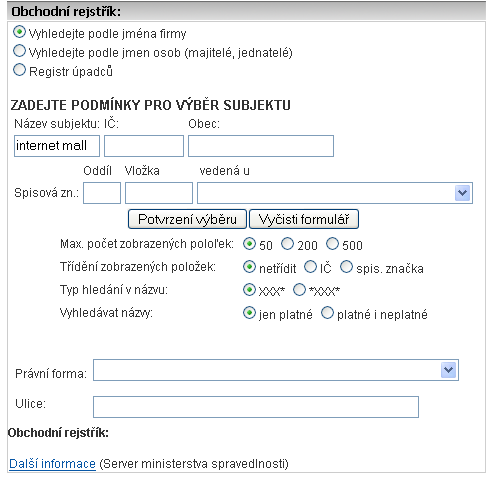 Obchodní rejstřík:
Vyhledejte podle jména firmy
Vyhledejte podle jmen osob (majitelé, jednatelé)
Registr úpadců
ZADEJTE PODMÍNKY PRO VÝBĚR SUBJEKTU
Název subjektu: IČ: Obec:
internet mall
Oddíl Vložka vedená u
Spisová zn.:
Potvrzení výběru Vyčisti formulář
Max. počet zobrazených pololˇek: 50 200 500
Třídění zobrazených položek: netřídit IČ spis. značka
Typ hledání v názvu: XXX* *XXX*
Vyhledávat názvy: jen platné platné i neplatné
Právní forma:
Ulice:
Obchodní rejstřík:
Další informace (Server ministerstva spravedlnosti)